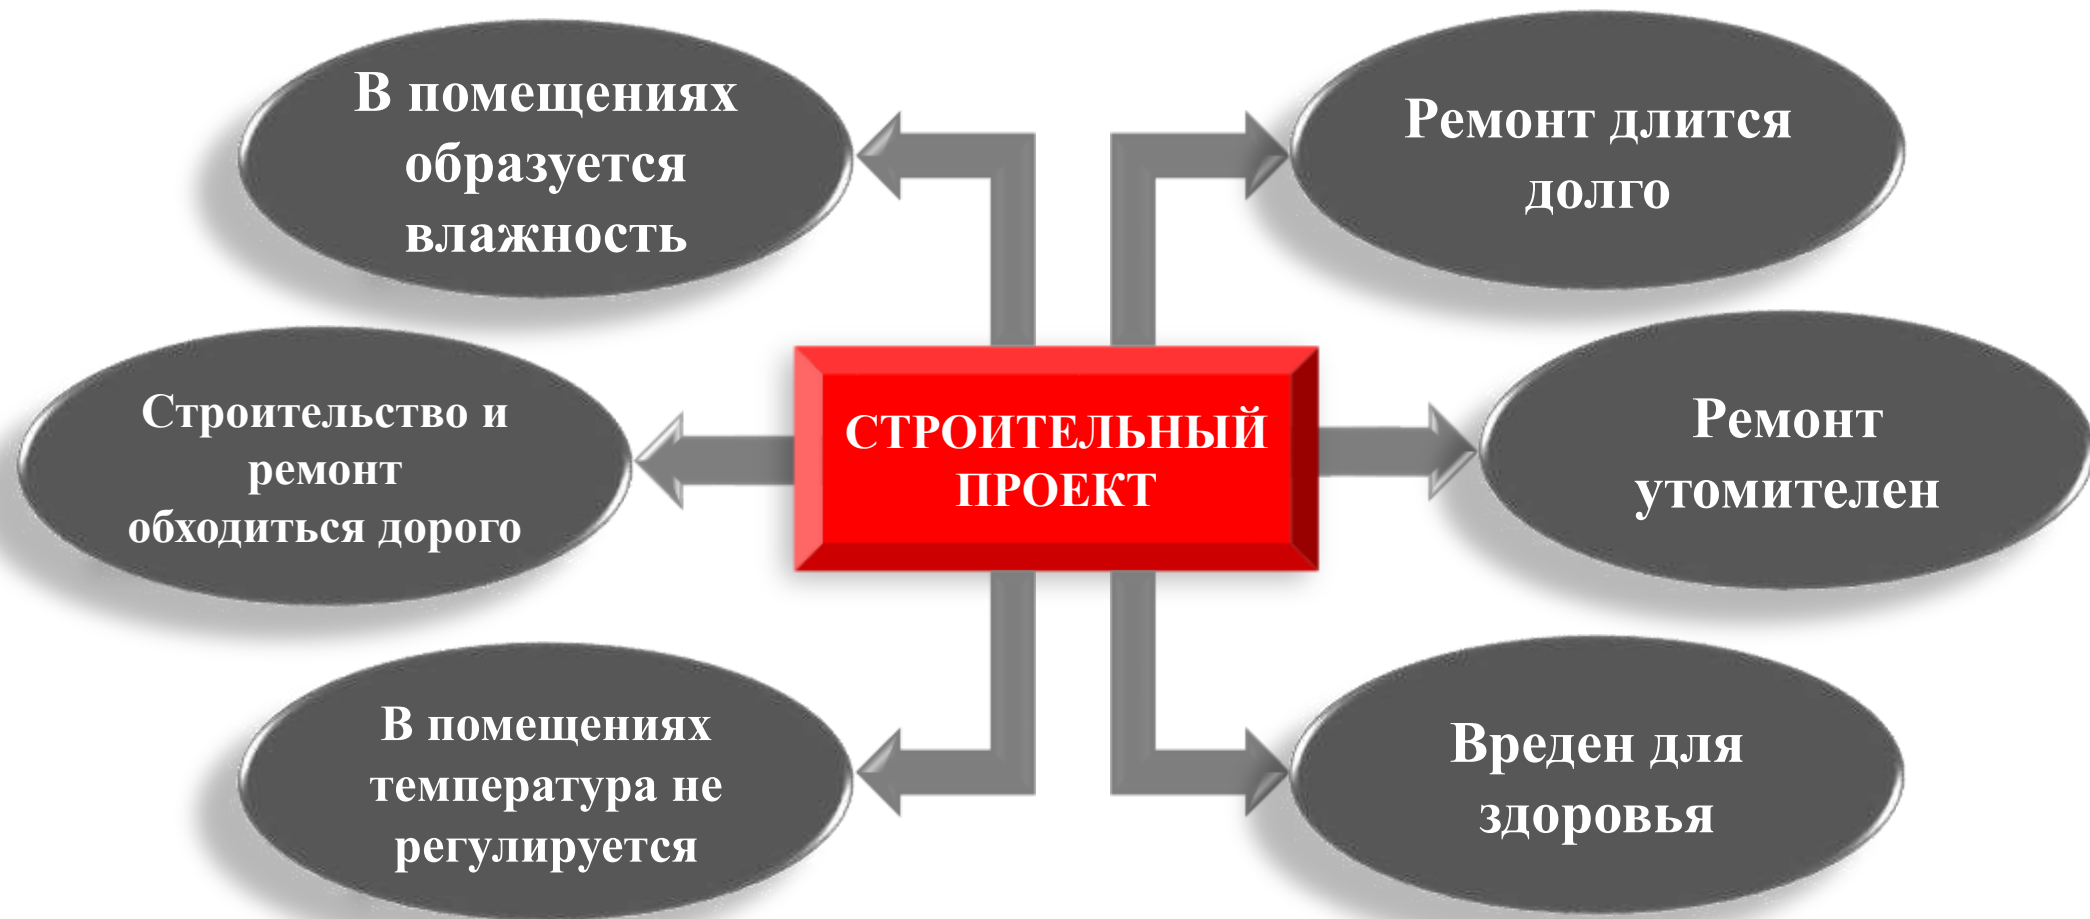 В помещениях
образуется
влажность
Ремонт длится
долго
Строительство и
ремонт
обходиться дорого
СТРОИТЕЛЬНЫЙ
ПРОЕКТ
Ремонт
утомителен
В помещениях
температура не
регулируется
Вреден для
здоровья